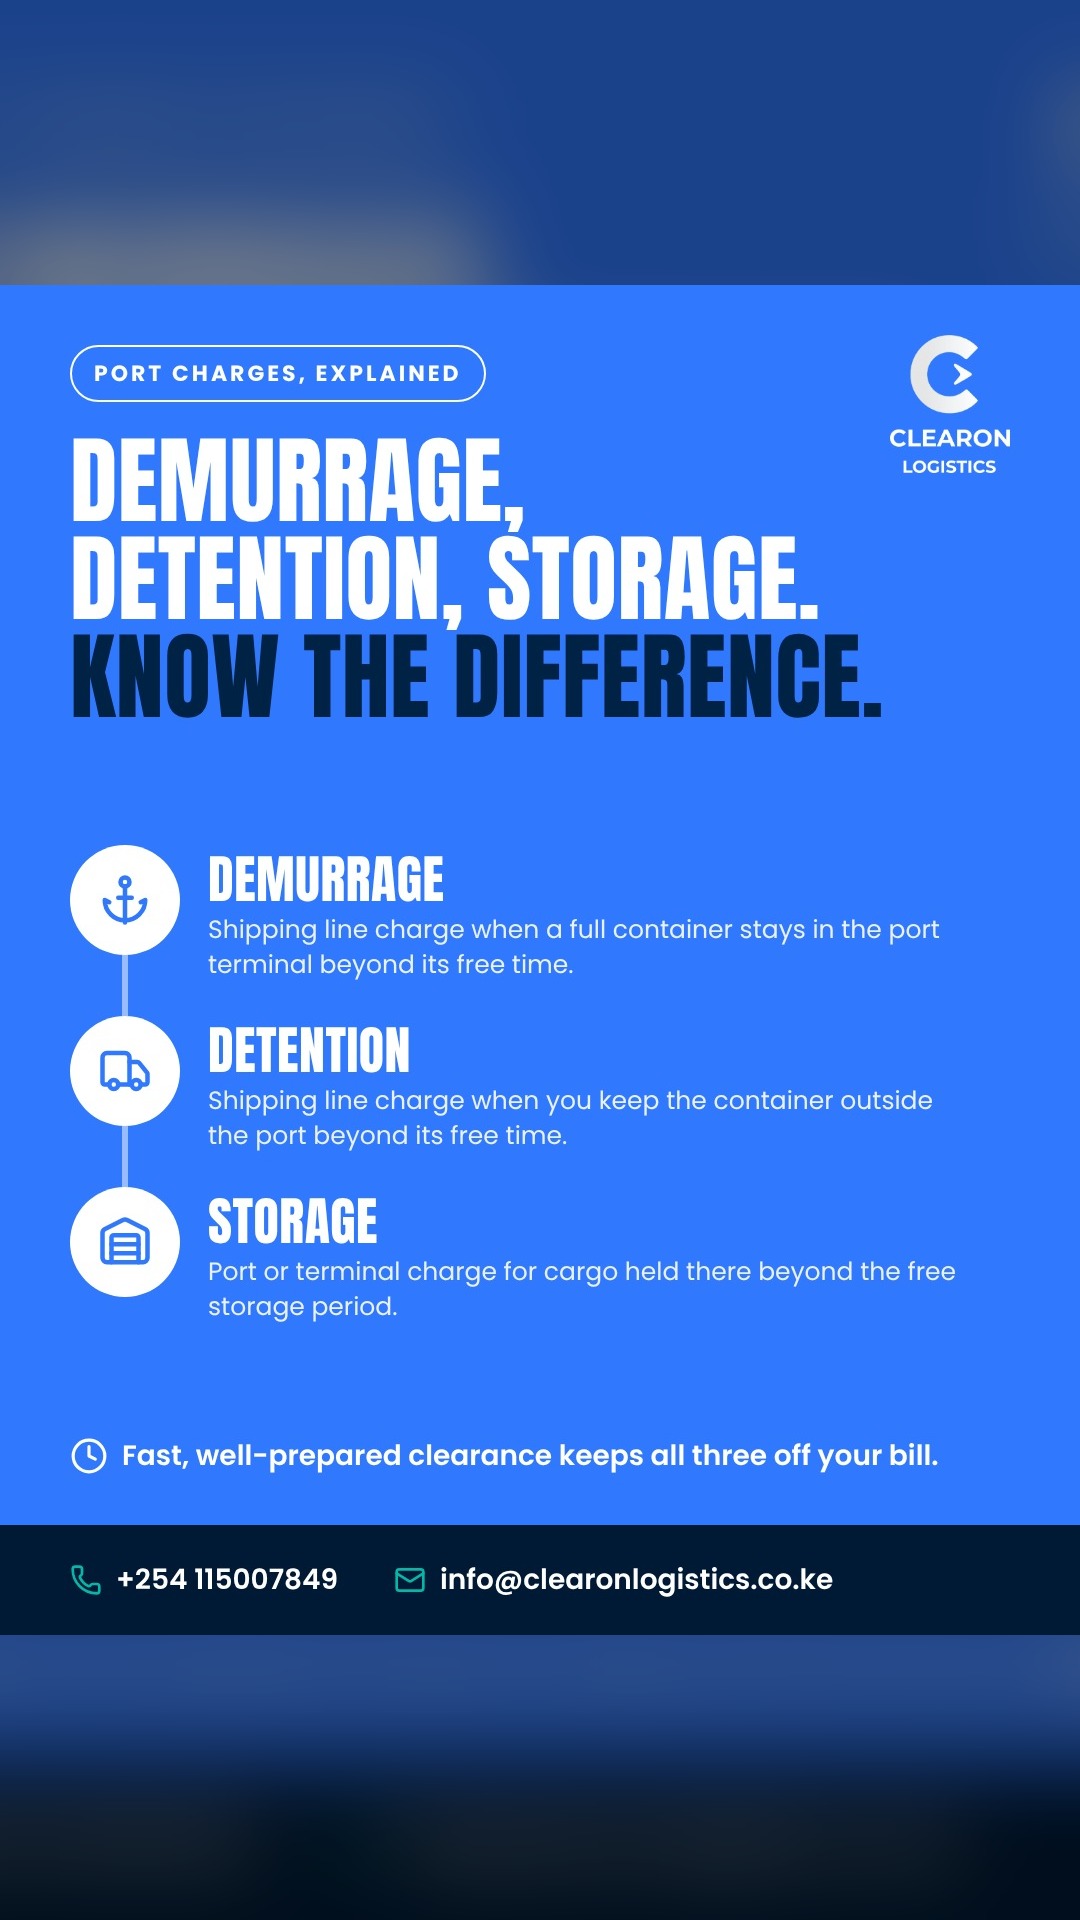 PORT CHARGES, EXPLAINED
CLEARON
LOGISTICS
DEMURRAGE,
DETENTION, STORAGE.
KNOW THE DIFFERENCE.
DEMURRAGE
Shipping line charge when a full container stays in the port
terminal beyond its free time.
DETENTION
Shipping line charge when you keep the container outside
the port beyond its free time.
STORAGE
Port or terminal charge for cargo held there beyond the free
storage period.
Fast, well-prepared clearance keeps all three off your bill.
+254 115007849
info@clearonlogistics.co.ke